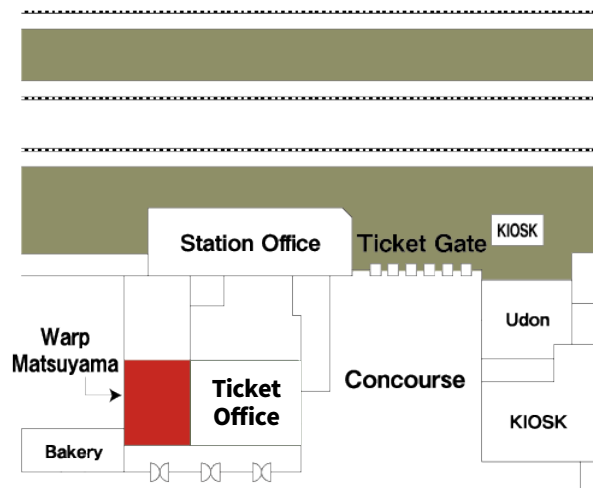 Station Office
Ticket Gate
KIOSK
Udon
Warp
Matsuyama
Ticket
Office
Concourse
KIOSK
Bakery